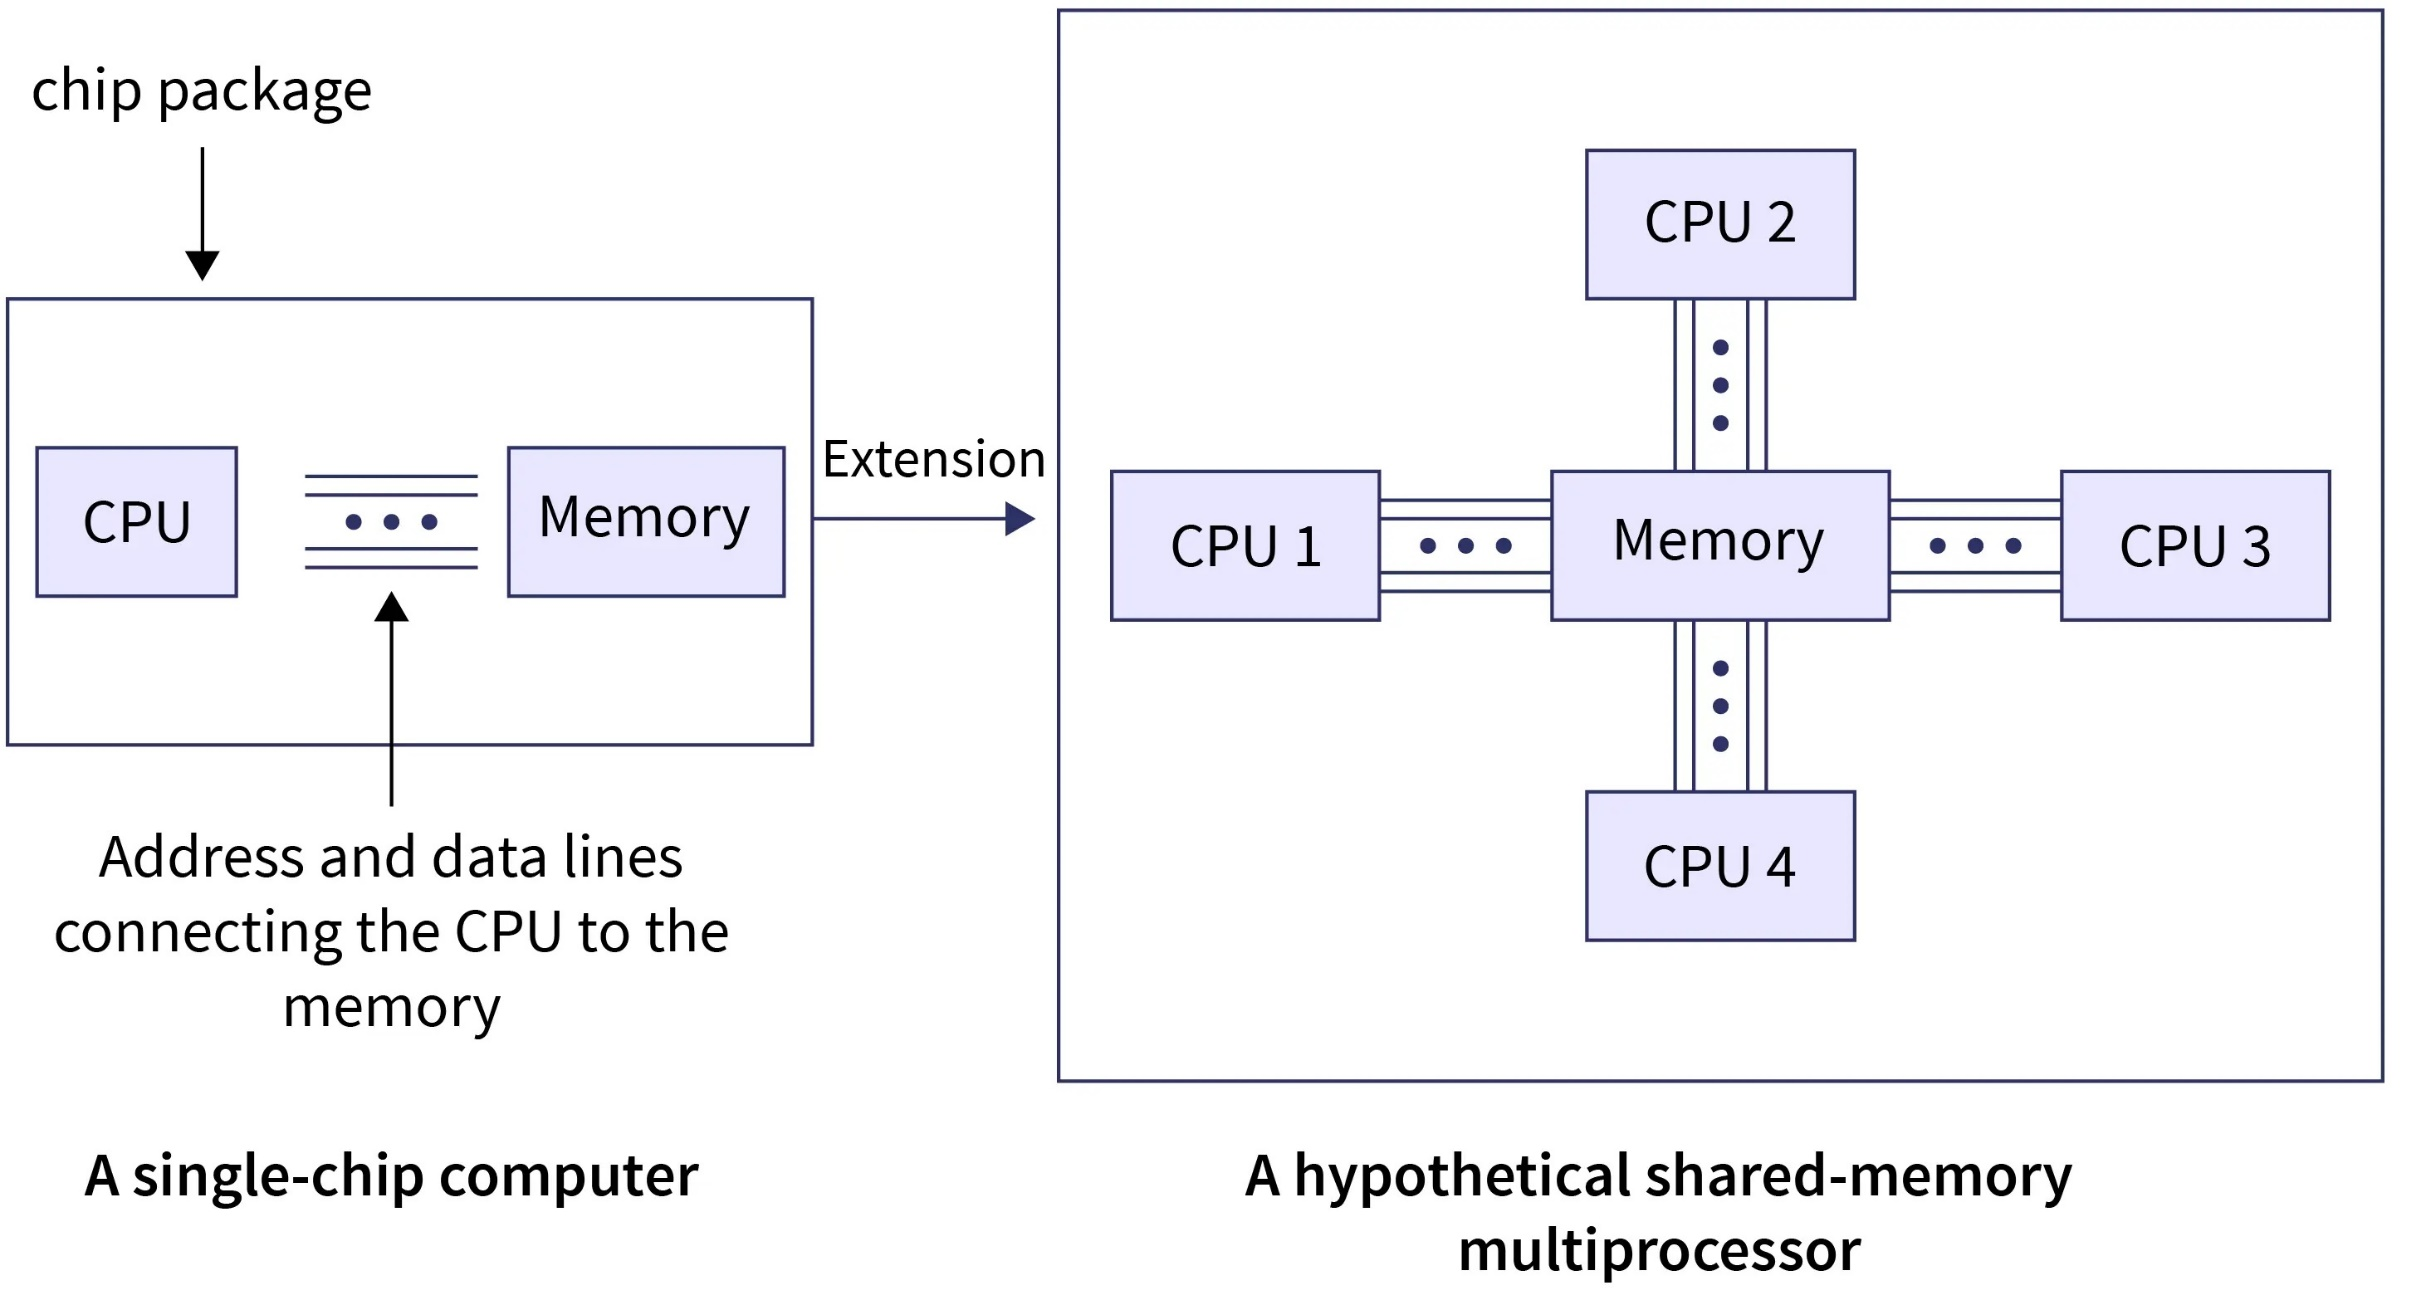 chip package
CPU
Memory
Address and data lines
connecting the CPU to the
memory
A single-chip computer
Extension
CPU 2
CPU 1
Memory
CPU 3
CPU 4
A hypothetical shared-memory
multiprocessor